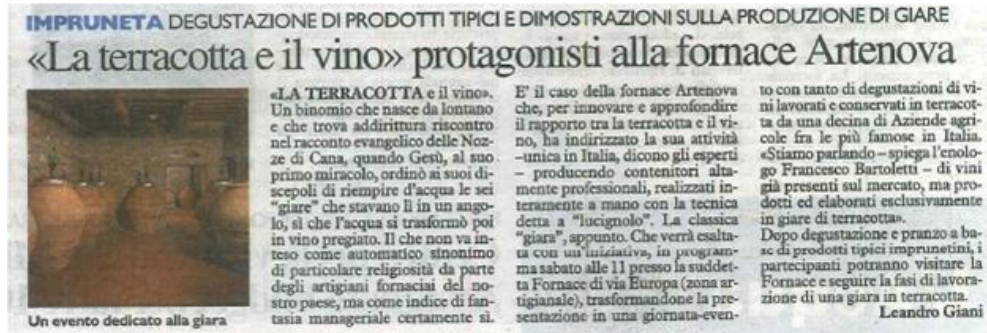 IMPRUNETA DEGUSTAZIONE DI PRODOTTI TIPICI E DIMOSTRAZIONI SULLA PRODUZIONE DI GIARE
«La terracotta e il vino» protagonisti alla fornace Artenova
«LA TERRACOTTA e il vino».
Un binomio che nasce da lontano
e che trova addirittura riscontro
nel racconto evangelico delle Noz-
ze di Cana, quando Gesù, al suo
primo miracolo, ordinò ai suoi di-
scepoli di riempire d'acqua le sei
"giare" che stavano lì in un ango-
lo, sì che l'acqua si trasformò poi
in vino pregiato. Il che non va in-
teso come automatico sinonimo
di particolare religiosità da parte
degli artigiani fornaciai del no-
stro paese, ma come indice di fan-
tasia manageriale certamente sì.
E' il caso della fornace Artenova
che, per innovare e approfondire
il rapporto tra la terracotta e il vi-
no, ha indirizzato la sua attività
–unica in Italia, dicono gli esperti
– producendo contenitori alta-
mente professionali, realizzati in-
teramente a mano con la tecnica
detta a "lucignolo". La classica
"giara", appunto. Che verrà esalta-
ta con un'iniziativa, in program-
ma sabato alle 11 presso la suddet-
ta Fornace di via Europa (zona ar-
tigianale), trasformandone la pre-
sentazione in una giornata-even-
to con tanto di degustazioni di vi-
ni lavorati e conservati in terracot-
ta da una decina di Aziende agri-
cole fra le più famose in Italia.
«Stiamo parlando – spiega l'enolo-
go Francesco Bartoletti – di vini
già presenti sul mercato, ma pro-
dotti ed elaborati esclusivamente
in giare di terracotta».
Dopo degustazione e pranzo a ba-
se di prodotti tipici imprunetini, i
partecipanti potranno visitare la
Fornace e seguire la fasi di lavora-
zione di una giara in terracotta.
Leandro Giani
Un evento dedicato alla giara